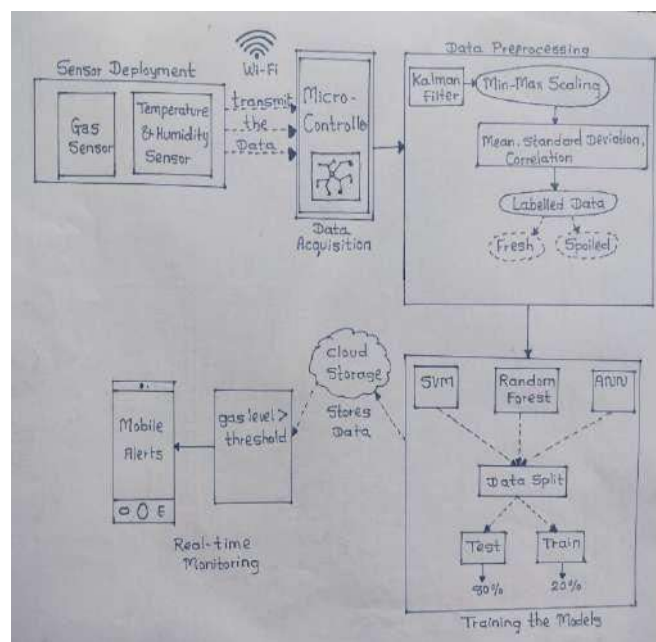 Sensor Deployment
Gas
Sensor
Temperature
& Humidity
Sensor
Wi-Fi
transmit
the
Data
Micro-
Controller
Data
Acquisition
Data Preprocessing
Kalman
Filter
Min-Max Scaling
Mean, Standard Deviation,
Correlation
Labelled Data
Fresh
Spoiled
SVM
Random
Forest
ANN
Data Split
Test
Train
20%
Training the Models
Cloud
Storage
Stores
Data
gas level >
threshold
Mobile
Alerts
Real-time
Monitoring